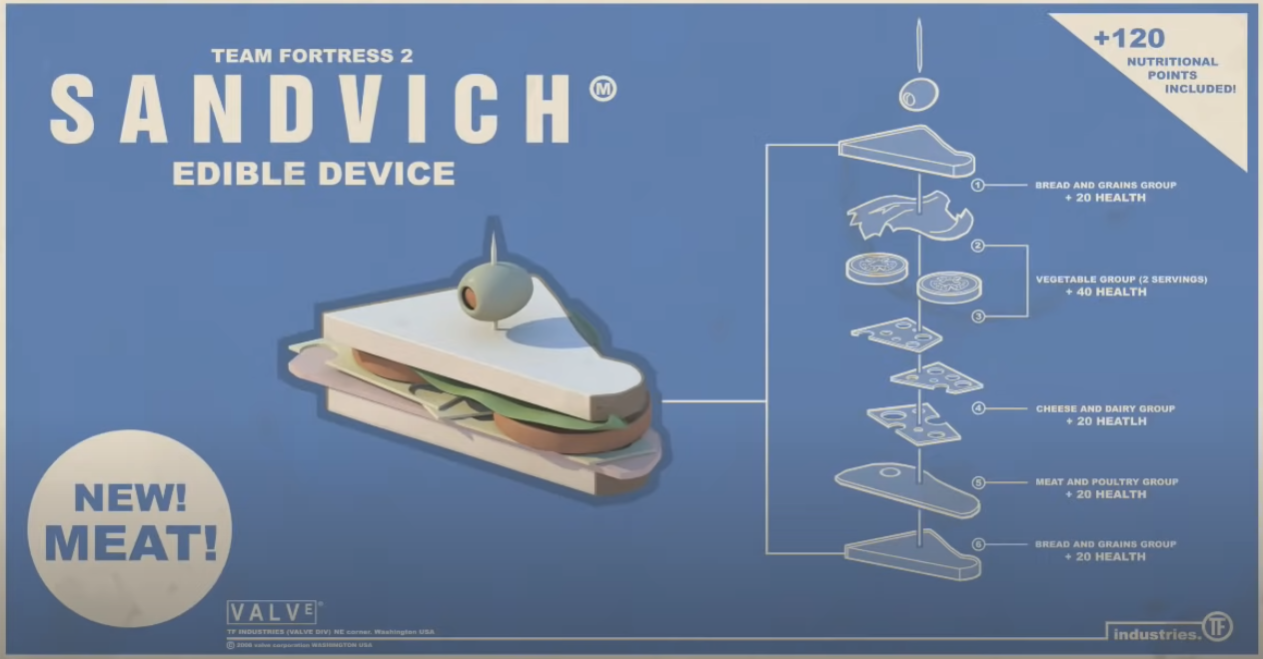 TEAM FORTRESS 2
SANDVICH Ⓜ
EDIBLE DEVICE
+120
NUTRITIONAL
POINTS
INCLUDED!
1
BREAD AND GRAINS GROUP
+ 20 HEALTH
2
VEGETABLE GROUP (2 SERVINGS)
+ 40 HEALTH
3
4
CHEESE AND DAIRY GROUP
+ 20 HEATLH
5
MEAT AND POULTRY GROUP
+ 20 HEALTH
6
BREAD AND GRAINS GROUP
+ 20 HEALTH
NEW!
MEAT!
VALVE®
TF INDUSTRIES (VALVE DIV) NE corner, Washington USA
© 2008 valve corporation WASHINGTON USA
industries. TF